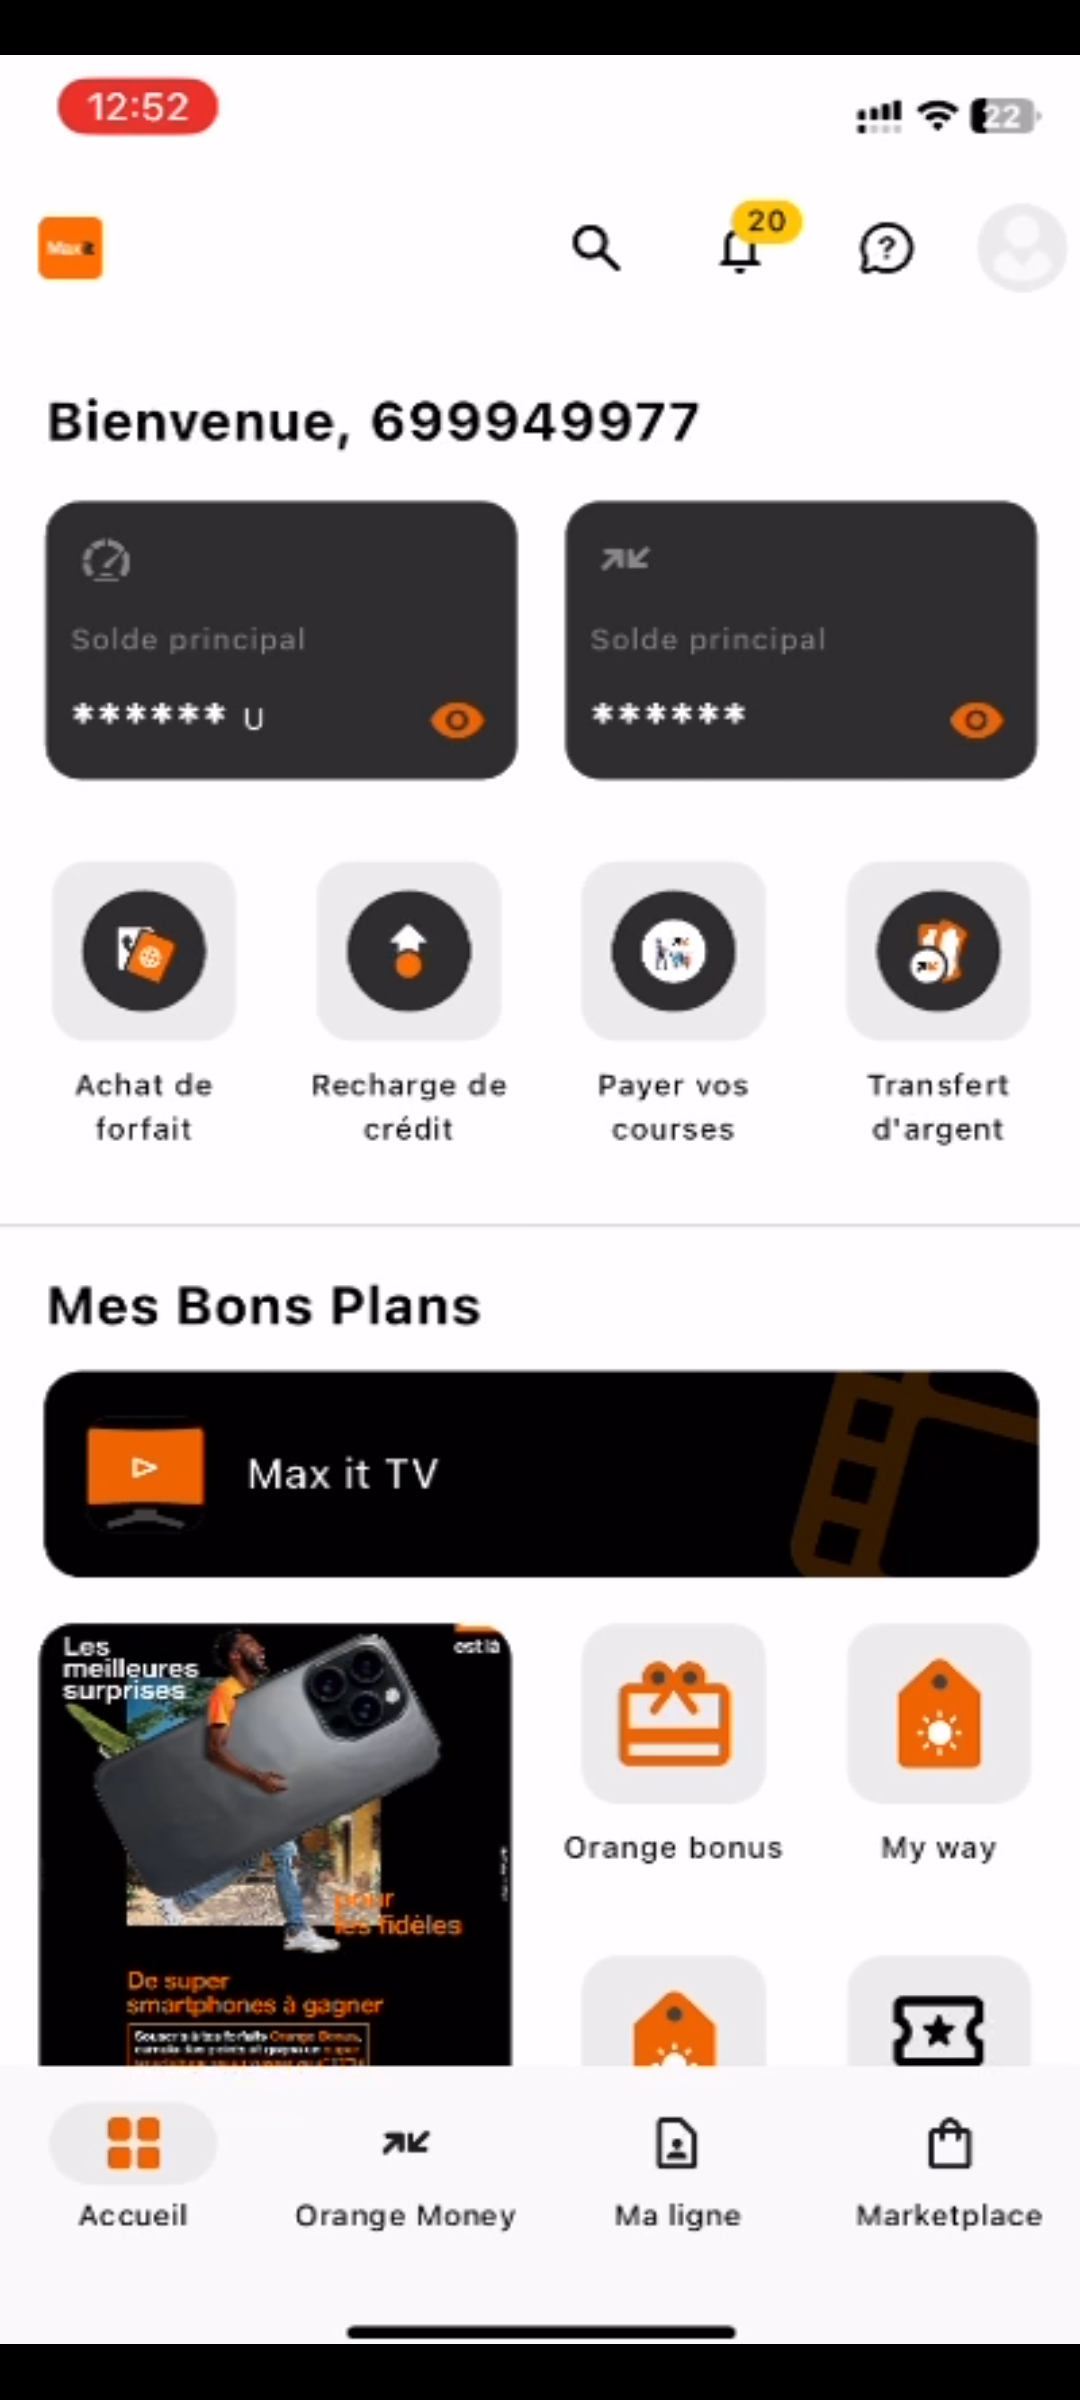 12:52
22
Max it
20
Bienvenue, 699949977
Solde principal
****** U
Solde principal
******
Achat de
forfait
Recharge de
crédit
Payer vos
courses
Transfert
d'argent
Mes Bons Plans
Max it TV
Les
meilleures
surprises
est là
pour
les fidèles
De super
smartphones à gagner
Orange bonus
My way
Accueil
Orange Money
Ma ligne
Marketplace